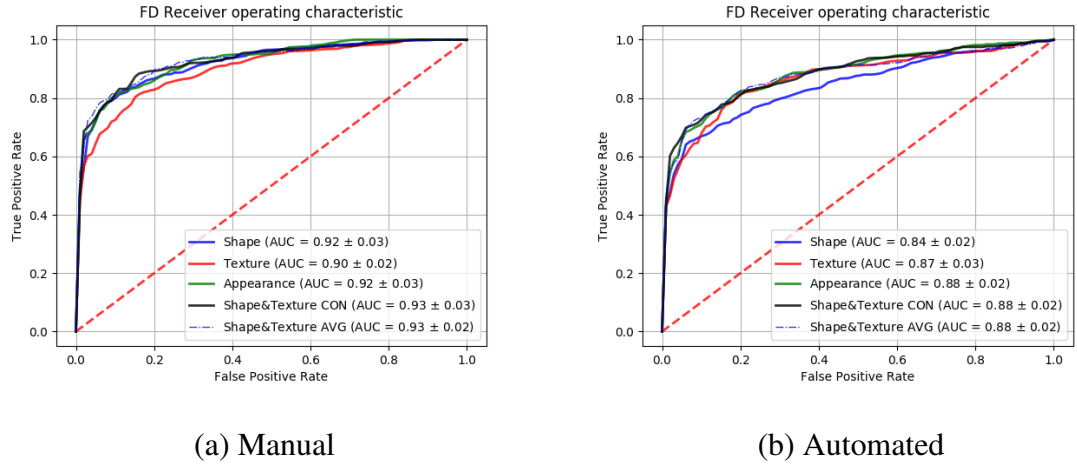 FD Receiver operating characteristic
1.0
0.8
0.6
0.4
0.2
0.0
True Positive Rate
0.0 0.2 0.4 0.6 0.8 1.0
False Positive Rate
Shape (AUC = 0.92 ± 0.03)
Texture (AUC = 0.90 ± 0.02)
Appearance (AUC = 0.92 ± 0.03)
Shape&Texture CON (AUC = 0.93 ± 0.03)
Shape&Texture AVG (AUC = 0.93 ± 0.02)
(a) Manual
FD Receiver operating characteristic
1.0
0.8
0.6
0.4
0.2
0.0
True Positive Rate
0.0 0.2 0.4 0.6 0.8 1.0
False Positive Rate
Shape (AUC = 0.84 ± 0.02)
Texture (AUC = 0.87 ± 0.03)
Appearance (AUC = 0.88 ± 0.02)
Shape&Texture CON (AUC = 0.88 ± 0.02)
Shape&Texture AVG (AUC = 0.88 ± 0.02)
(b) Automated